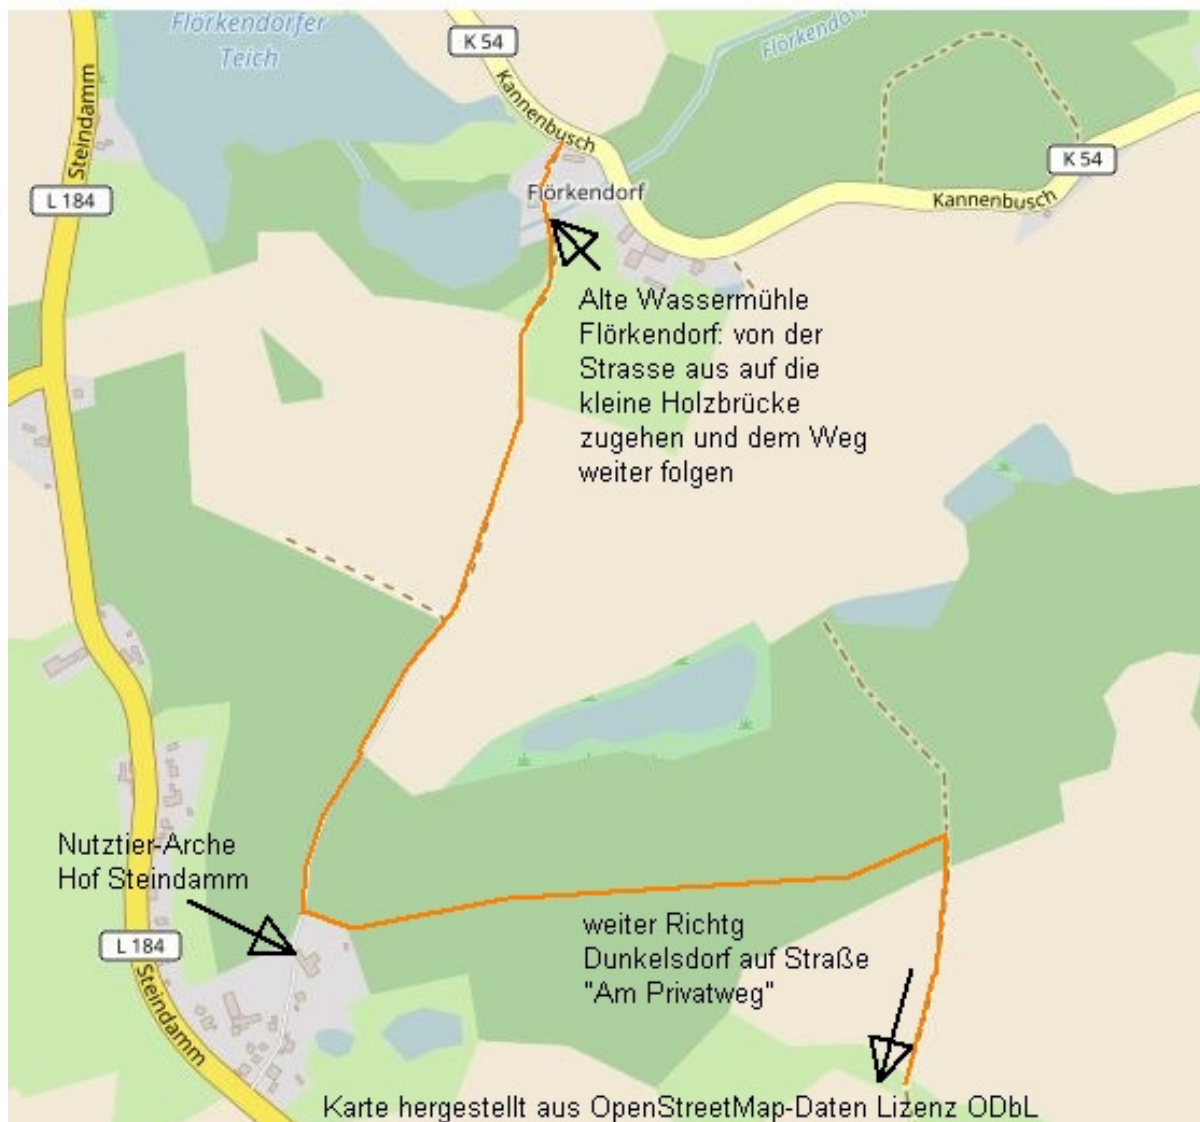 Flörkendorfer
Teich
K 54
Flörkendorf
Kannenbusch
Steindamm
K 54
L 184
Flörkendorf
Kannenbusch
Alte Wassermühle
Flörkendorf: von der
Strasse aus auf die
kleine Holzbrücke
zugehen und dem Weg
weiter folgen
Nutztier-Arche
Hof Steindamm
weiter Richtg
Dunkelsdorf auf Straße
"Am Privatweg"
L 184
Steindamm
Karte hergestellt aus OpenStreetMap-Daten Lizenz ODbL